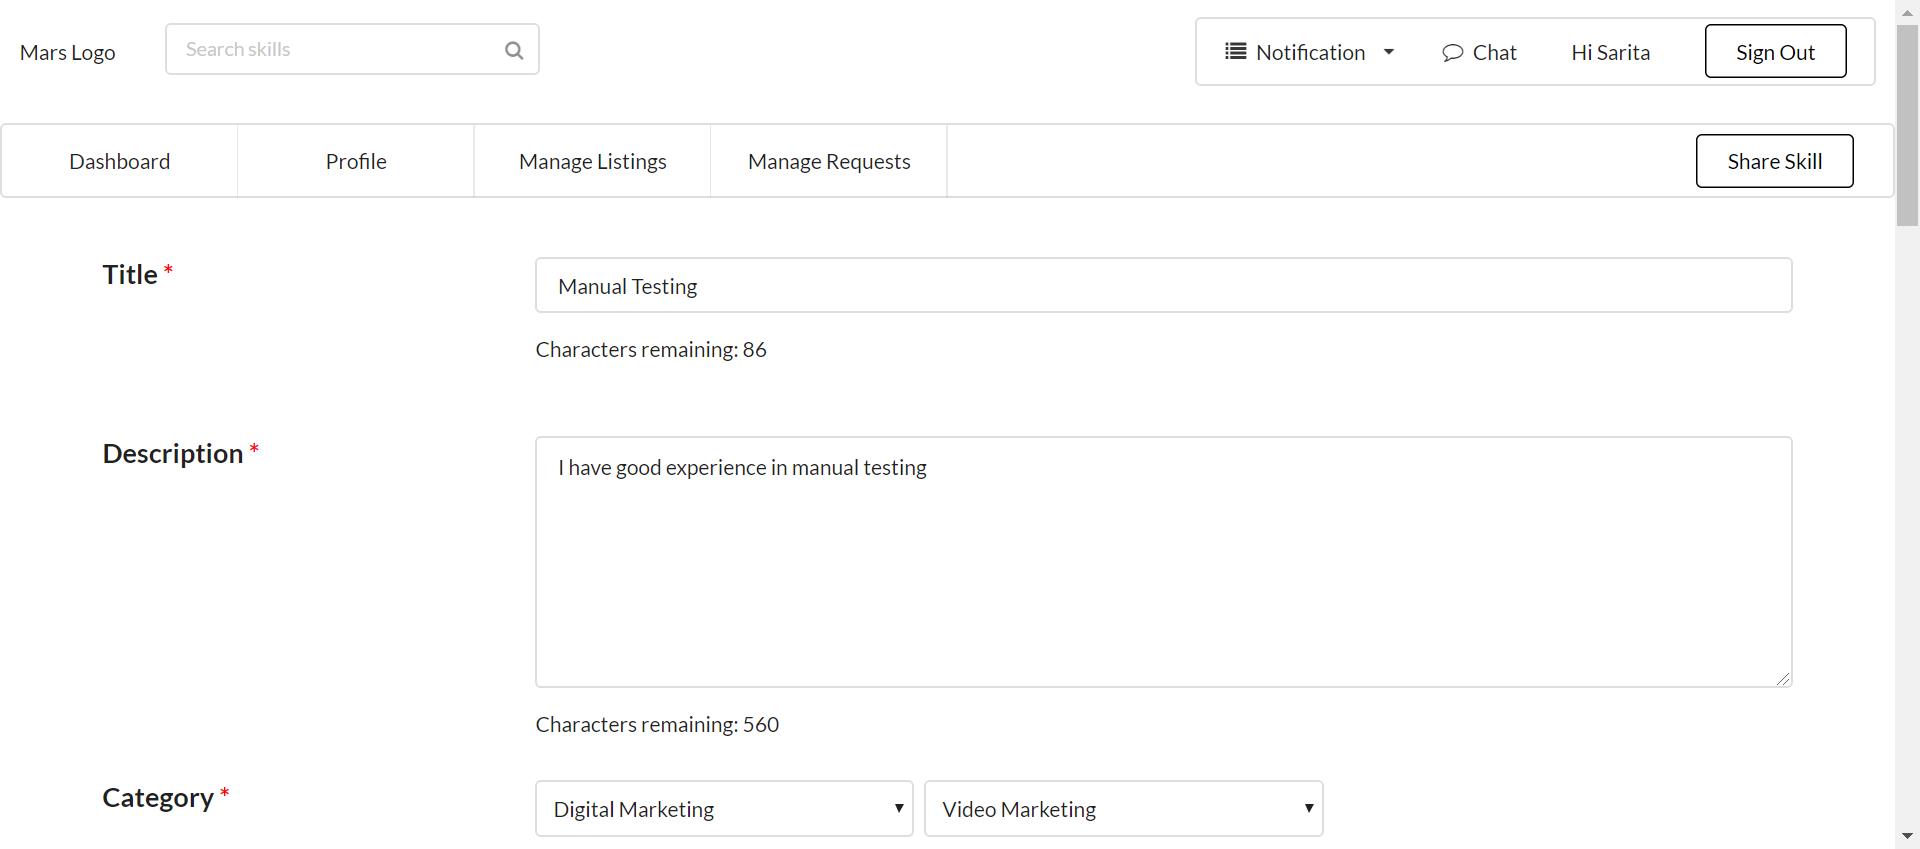 Mars Logo
Search skills
Notification
Chat
Hi Sarita
Sign Out
Dashboard
Profile
Manage Listings
Manage Requests
Share Skill
Title *
Manual Testing
Characters remaining: 86
Description *
I have good experience in manual testing
Characters remaining: 560
Category *
Digital Marketing
Video Marketing